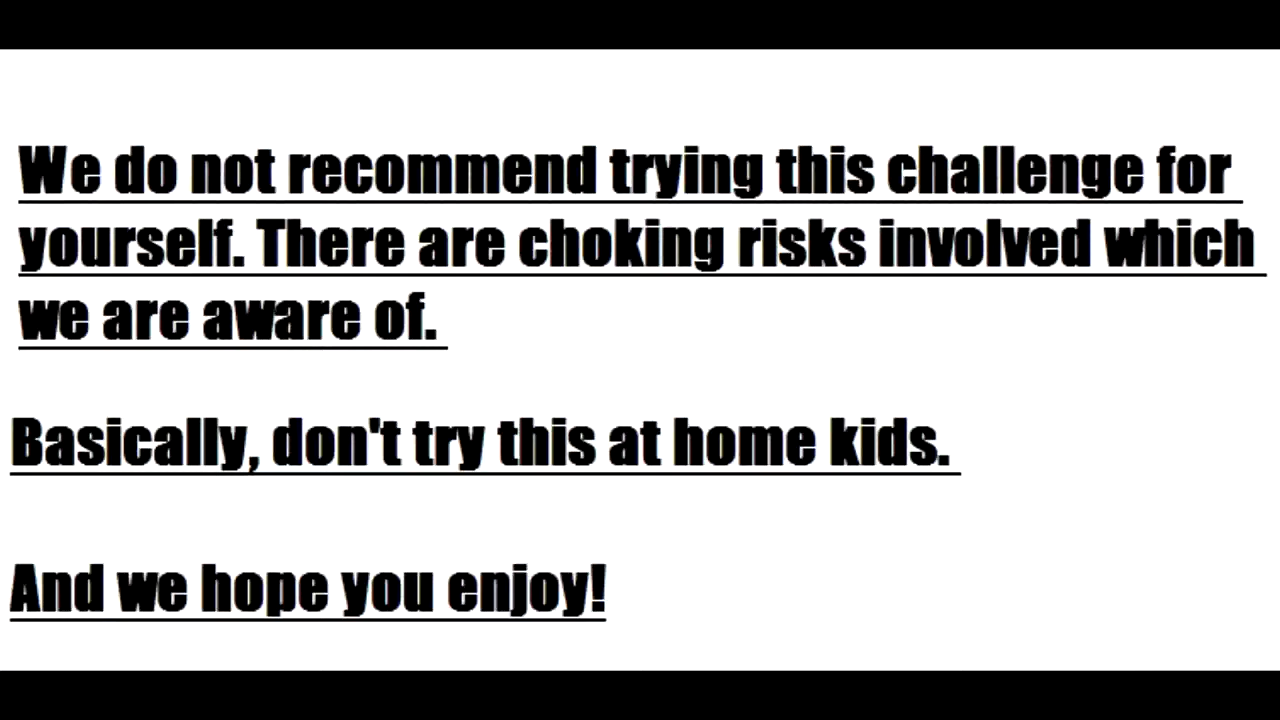 We do not recommend trying this challenge for
yourself. There are choking risks involved which
we are aware of.
Basically, don't try this at home kids.
And we hope you enjoy!